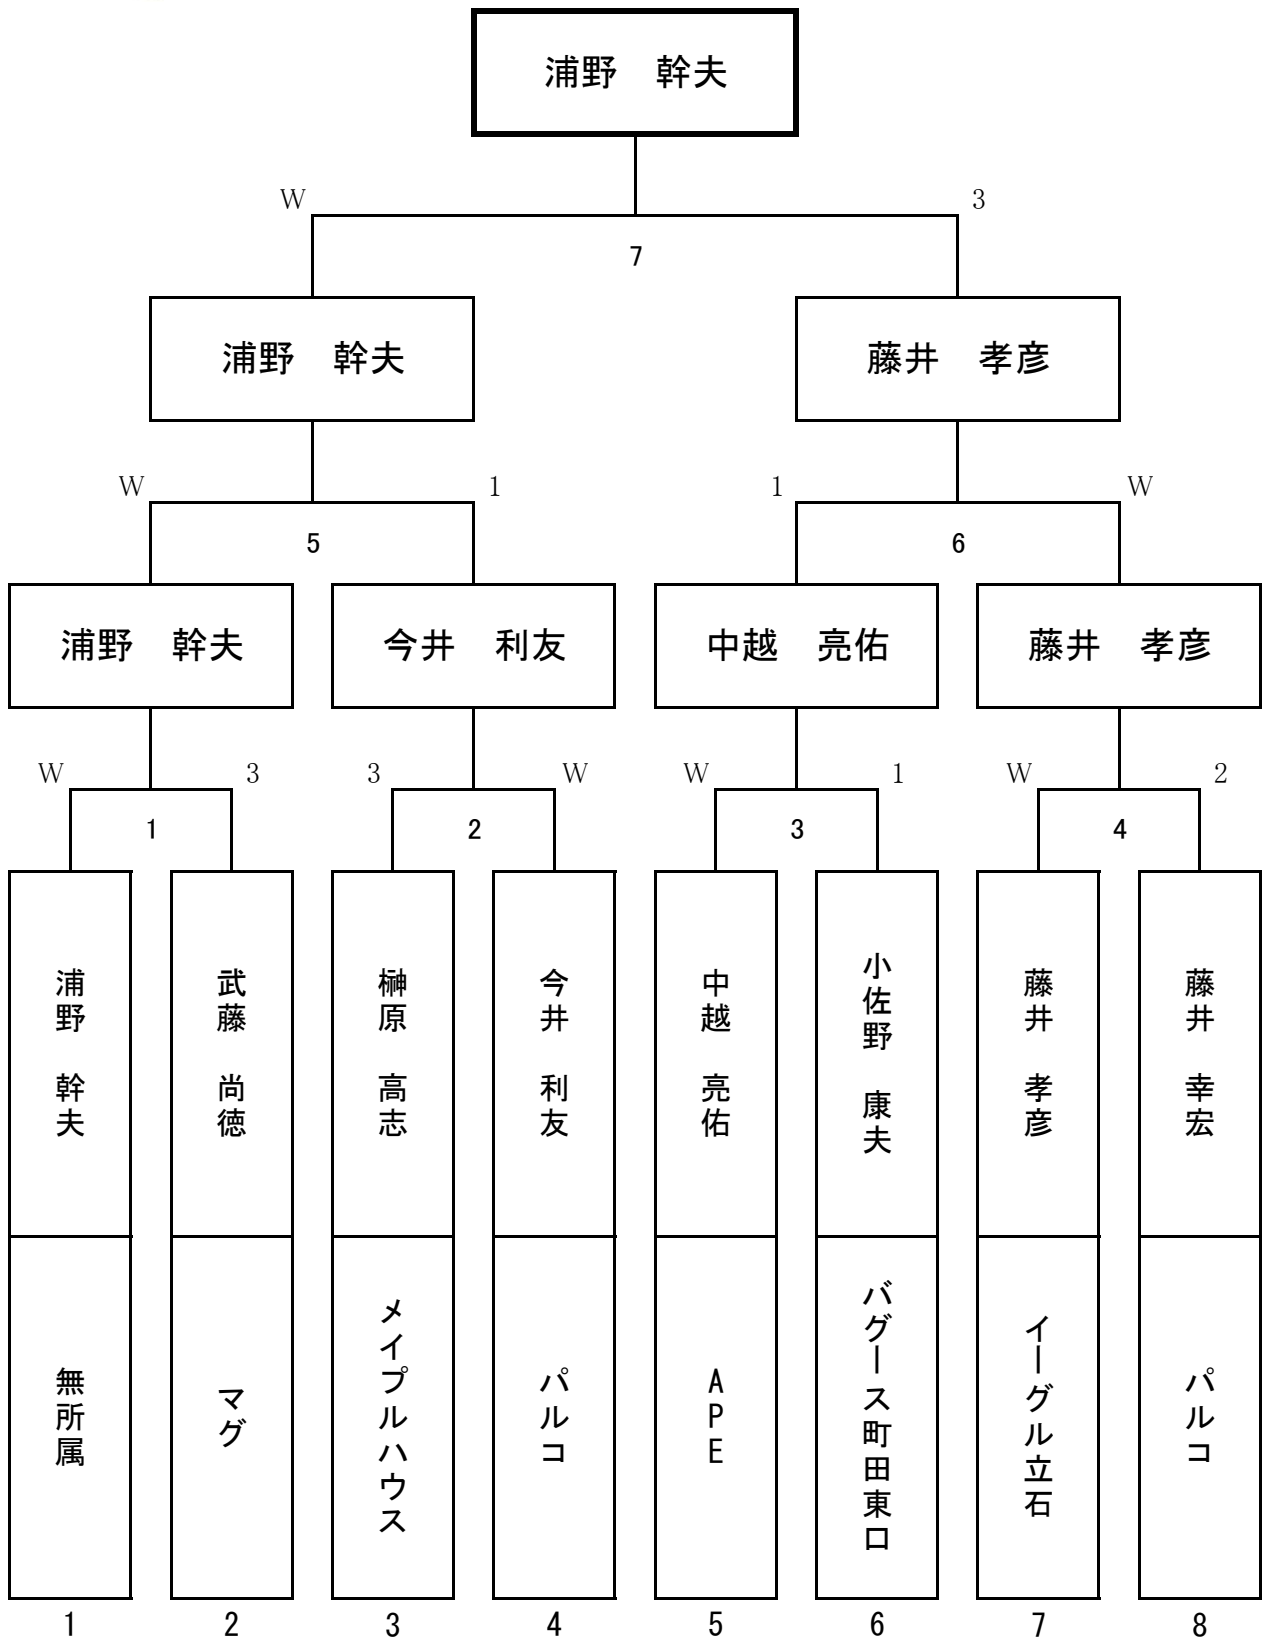 浦野　幹夫
W
3
7
浦野　幹夫
藤井　孝彦
W
1
1
W
5
6
浦野　幹夫
今井　利友
中越　亮佑
藤井　孝彦
W
3
3
W
W
1
W
2
1
2
3
4
浦野　幹夫
武藤　尚徳
榊原　高志
今井　利友
中越　亮佑
小佐野　康夫
藤井　孝彦
藤井　幸宏
無所属
マグ
メイプルハウス
パルコ
APE
バグース町田東口
イーグル立石
パルコ
1
2
3
4
5
6
7
8